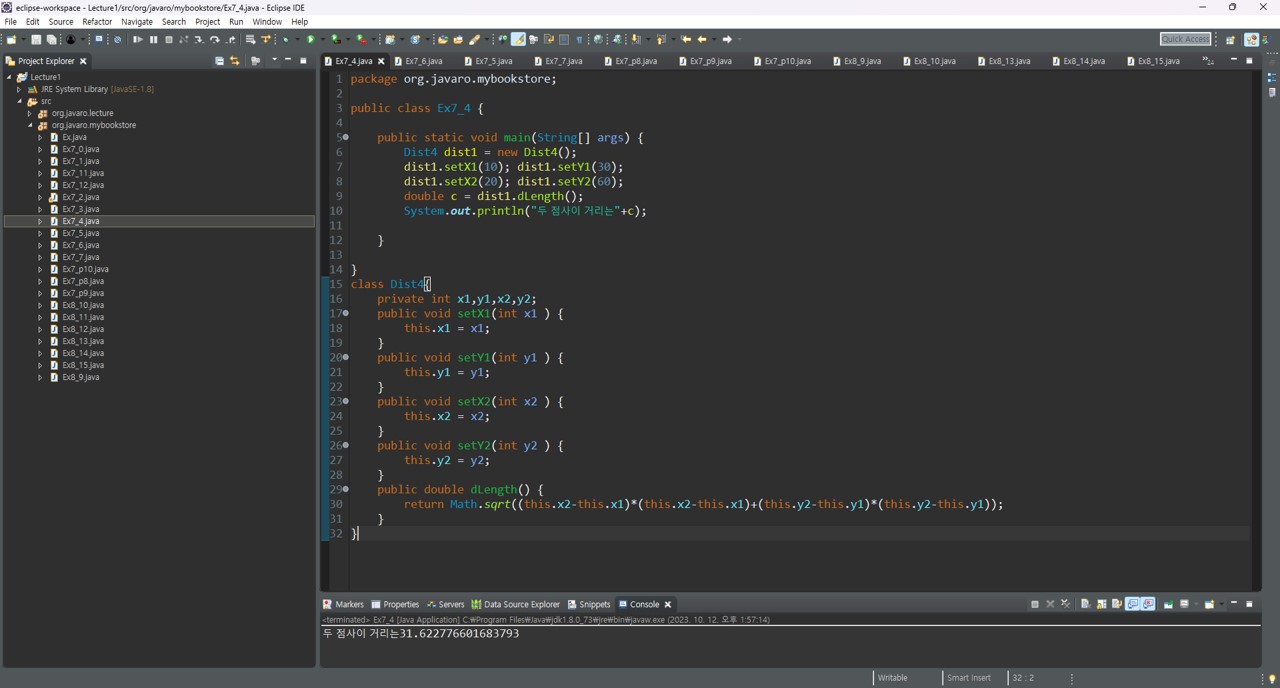 eclipse-workspace - Lecture1/src/org/javaro/mybookstore/Ex7_4.java - Eclipse IDE
File Edit Source Refactor Navigate Search Project Run Window Help
Quick Access
Project Explorer
Ex7_4.java Ex7_6.java Ex7_5.java Ex7_7.java Ex7_p8.java Ex7_p9.java Ex7_p10.java Ex8_9.java Ex8_10.java Ex8_13.java Ex8_14.java Ex8_15.java
Lecture1
JRE System Library [JavaSE-1.8]
src
org.javaro.lecture
org.javaro.mybookstore
Ex.java
Ex7_0.java
Ex7_1.java
Ex7_11.java
Ex7_12.java
Ex7_2.java
Ex7_3.java
Ex7_4.java
Ex7_5.java
Ex7_6.java
Ex7_7.java
Ex7_p10.java
Ex7_p8.java
Ex7_p9.java
Ex8_10.java
Ex8_11.java
Ex8_12.java
Ex8_13.java
Ex8_14.java
Ex8_15.java
Ex8_9.java
1 package org.javaro.mybookstore;
2
3 public class Ex7_4 {
4
5 public static void main(String[] args) {
6 Dist4 dist1 = new Dist4();
7 dist1.setX1(10); dist1.setY1(30);
8 dist1.setX2(20); dist1.setY2(60);
9 double c = dist1.dLength();
10 System.out.println("두 점사이 거리는"+c);
11
12 }
13
14 }
15 class Dist4{
16 private int x1,y1,x2,y2;
17 public void setX1(int x1 ) {
18 this.x1 = x1;
19 }
20 public void setY1(int y1 ) {
21 this.y1 = y1;
22 }
23 public void setX2(int x2 ) {
24 this.x2 = x2;
25 }
26 public void setY2(int y2 ) {
27 this.y2 = y2;
28 }
29 public double dLength() {
30 return Math.sqrt((this.x2-this.x1)*(this.x2-this.x1)+(this.y2-this.y1)*(this.y2-this.y1));
31 }
32 }
Markers Properties Servers Data Source Explorer Snippets Console
<terminated> Ex7_4 [Java Application] C:₩Program Files₩Java₩jdk1.8.0_73₩jre₩bin₩javaw.exe (2023. 10. 12. 오후 1:57:14)
두 점사이 거리는31.622776601683793
Writable Smart Insert 32 : 2